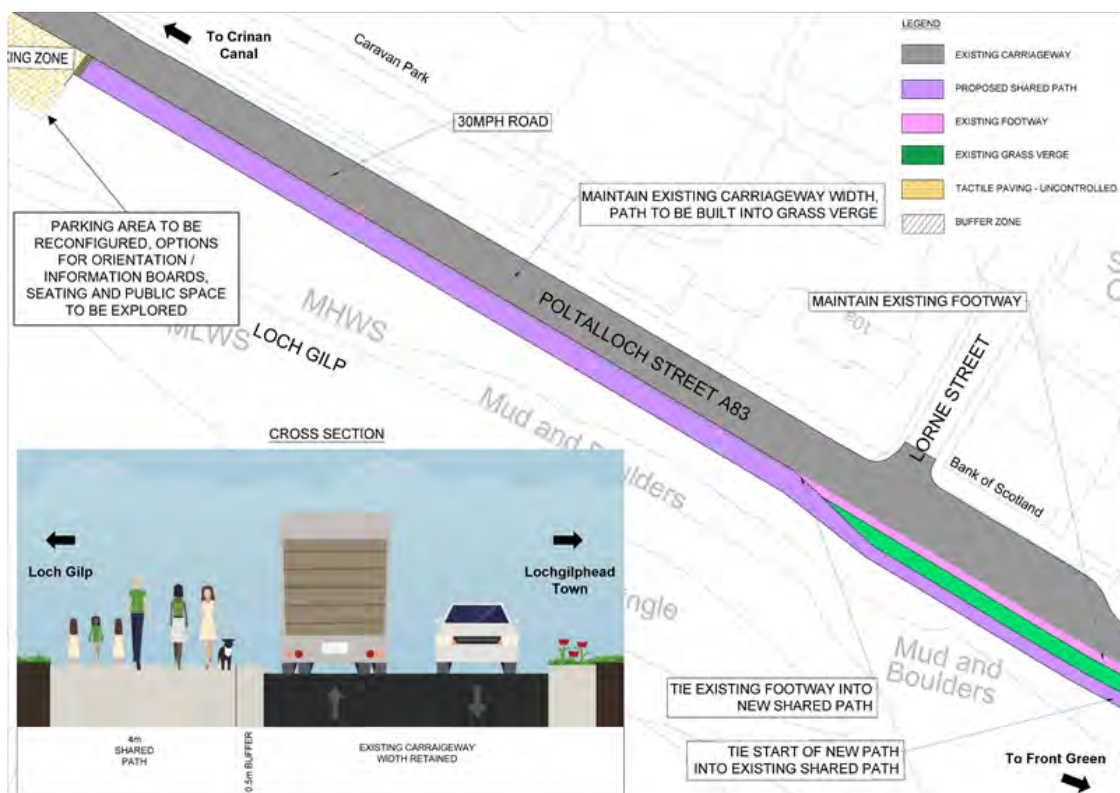 To Crinan
Canal
Caravan Park
LEGEND
EXISTING CARRIAGEWAY
PROPOSED SHARED PATH
EXISTING FOOTWAY
EXISTING GRASS VERGE
TACTILE PAVING - UNCONTROLLED
BUFFER ZONE
KING ZONE
30MPH ROAD
MAINTAIN EXISTING CARRIAGEWAY WIDTH,
PATH TO BE BUILT INTO GRASS VERGE
PARKING AREA TO BE
RECONFIGURED, OPTIONS
FOR ORIENTATION /
INFORMATION BOARDS,
SEATING AND PUBLIC SPACE
TO BE EXPLORED
MAINTAIN EXISTING FOOTWAY
MHWS
MLWS
LOCH GILP
POLTALLOCH STREET A83
LORNE STREET
Bank of Scotland
Mud and Boulders
CROSS SECTION
Loch Gilp
Lochgilphead
Town
Mud and
Boulders
TIE EXISTING FOOTWAY INTO
NEW SHARED PATH
TIE START OF NEW PATH
INTO EXISTING SHARED PATH
To Front Green
4m
SHARED
PATH
0.5m BUFFER
EXISTING CARRAIGEWAY
WIDTH RETAINED